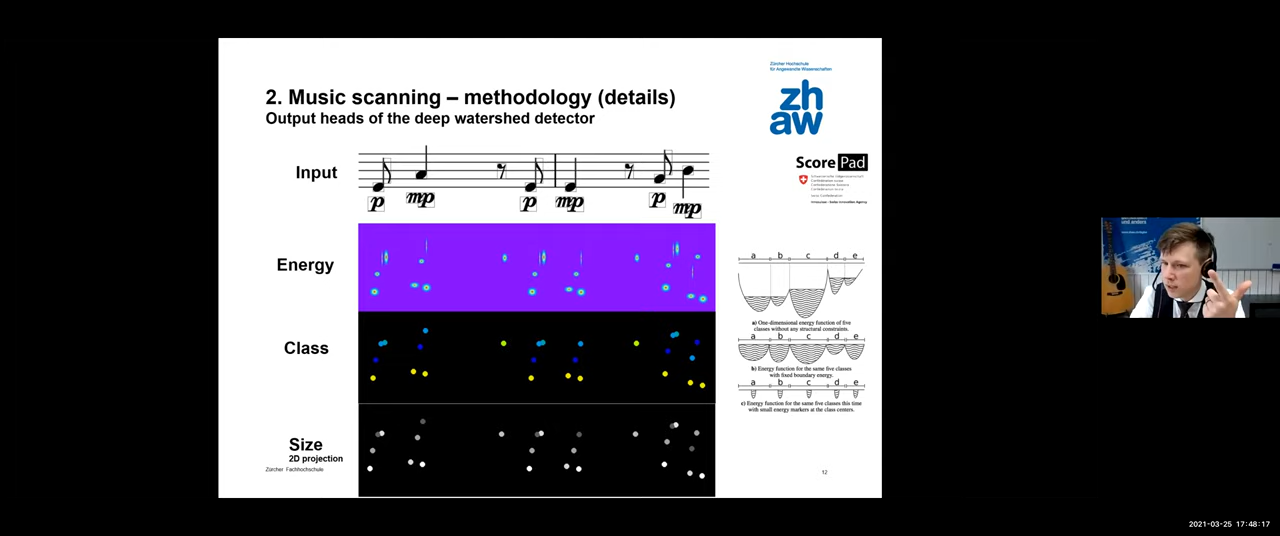 Zürcher Hochschule
für Angewandte Wissenschaften
zh
aw
2. Music scanning – methodology (details)
Output heads of the deep watershed detector
Input
p mp p mp p mp
Score Pad
Energy
Class
Size
2D projection
Zürcher Fachhochschule
a b c d e
a) One-dimensional energy function of five
classes without any structural constraints.
a b c d e
b) Energy function for the same five classes
with fixed boundary energy.
a b c d e
c) Energy function for the same five classes this time
with small energy markers at the class centers.
12
und anders
2021-03-25 17:48:17